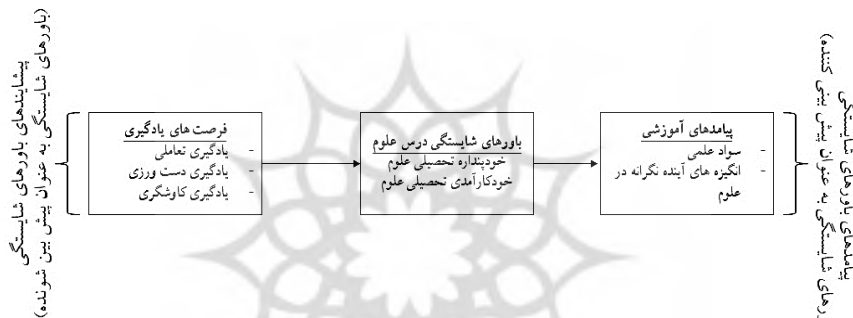 پیشایندهای باورهای شایستگی
(باورهای شایستگی به عنوان پیش بین شونده)
فرصت های یادگیری
- یادگیری تعاملی
- یادگیری دست ورزی
- یادگیری کاوشگری
باورهای شایستگی درس علوم
خودپنداره تحصیلی علوم
خودکارآمدی تحصیلی علوم
پیامدهای آموزشی
- سواد علمی
- انگیزه های آینده نگرانه در
علوم
پیامدهای باورهای شایستگی
شایستگی به عنوان پیش بینی کننده)